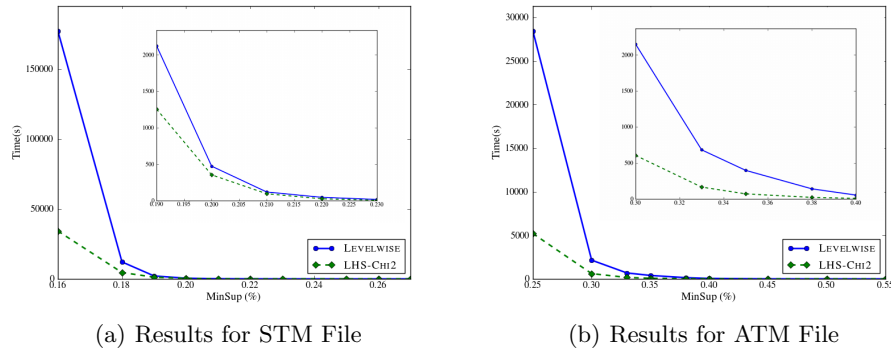 150000
100000
50000
0
Time(s)
0.16 0.18 0.20 0.22 0.24 0.26
MinSup (%)
2000
1500
1000
500
0
0.190 0.195 0.200 0.205 0.210 0.215 0.220 0.225 0.230
LEVELWISE
LHS-CHI2
(a) Results for STM File
30000
25000
20000
15000
10000
5000
0
Time(s)
0.25 0.30 0.35 0.40 0.45 0.50 0.55
MinSup (%)
2000
1500
1000
500
0
0.30 0.32 0.34 0.36 0.38 0.40
LEVELWISE
LHS-CHI2
(b) Results for ATM File